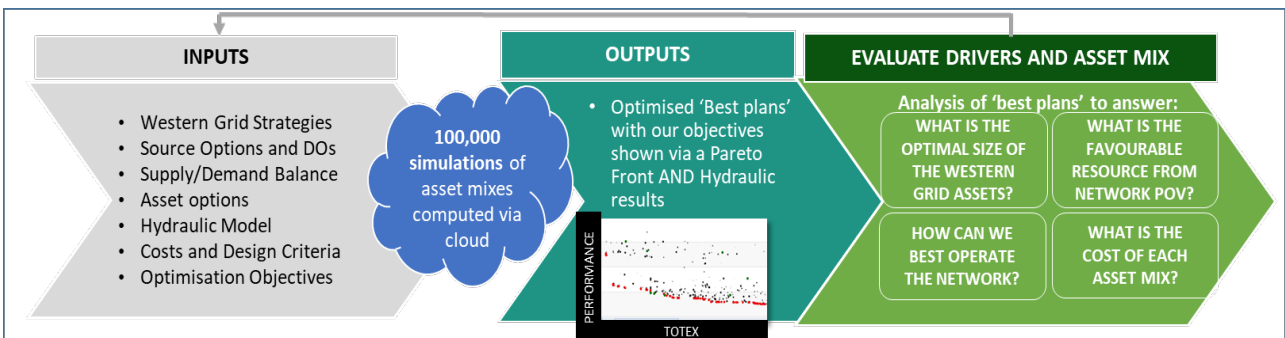 INPUTS
• Western Grid Strategies
• Source Options and DOs
• Supply/Demand Balance
• Asset options
• Hydraulic Model
• Costs and Design Criteria
• Optimisation Objectives
100,000
simulations of
asset mixes
computed via
cloud
OUTPUTS
• Optimised ‘Best plans’
with our objectives
shown via a Pareto
Front AND Hydraulic
results
PERFORMANCE
TOTEX
EVALUATE DRIVERS AND ASSET MIX
Analysis of ‘best plans’ to answer:
WHAT IS THE
OPTIMAL SIZE OF
THE WESTERN
GRID ASSETS?
WHAT IS THE
FAVOURABLE
RESOURCE FROM
NETWORK POV?
HOW CAN WE
BEST OPERATE
THE NETWORK?
WHAT IS THE
COST OF EACH
ASSET MIX?